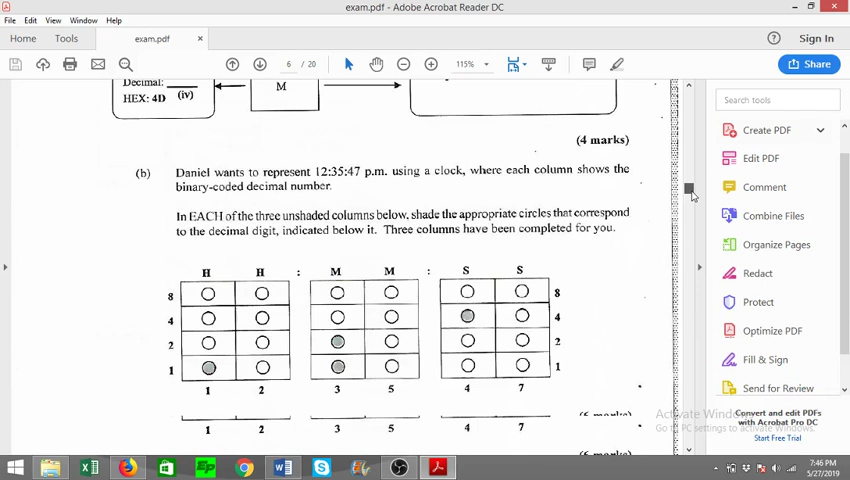 exam.pdf - Adobe Acrobat Reader DC
File Edit View Window Help
Home Tools exam.pdf × Sign In
6 / 20 115% Share
Decimal:
HEX: 4D (iv)
M
(4 marks)
(b) Daniel wants to represent 12:35:47 p.m. using a clock, where each column shows the
binary-coded decimal number.
In EACH of the three unshaded columns below, shade the appropriate circles that correspond
to the decimal digit, indicated below it. Three columns have been completed for you.
H H : M M : S S
8 8
4 4
2 2
1 1
1 2 3 5 4 7
1 2 3 5 4 7
Search tools
Create PDF
Edit PDF
Comment
Combine Files
Organize Pages
Redact
Protect
Optimize PDF
Fill & Sign
Send for Review
Convert and edit PDFs
with Acrobat Pro DC
Start Free Trial
Activate Windows
Go to PC settings to activate Windows.
7:46 PM
5/27/2019